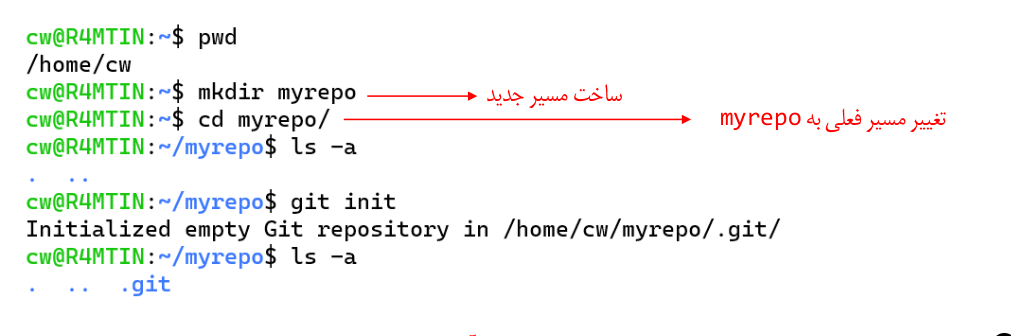 cw@R4MTIN:~$ pwd
/home/cw
cw@R4MTIN:~$ mkdir myrepo ساخت مسیر جدید
cw@R4MTIN:~$ cd myrepo/ تغییر مسیر فعلی به myrepo
cw@R4MTIN:~/myrepo$ ls -a
. ..
cw@R4MTIN:~/myrepo$ git init
Initialized empty Git repository in /home/cw/myrepo/.git/
cw@R4MTIN:~/myrepo$ ls -a
. .. .git